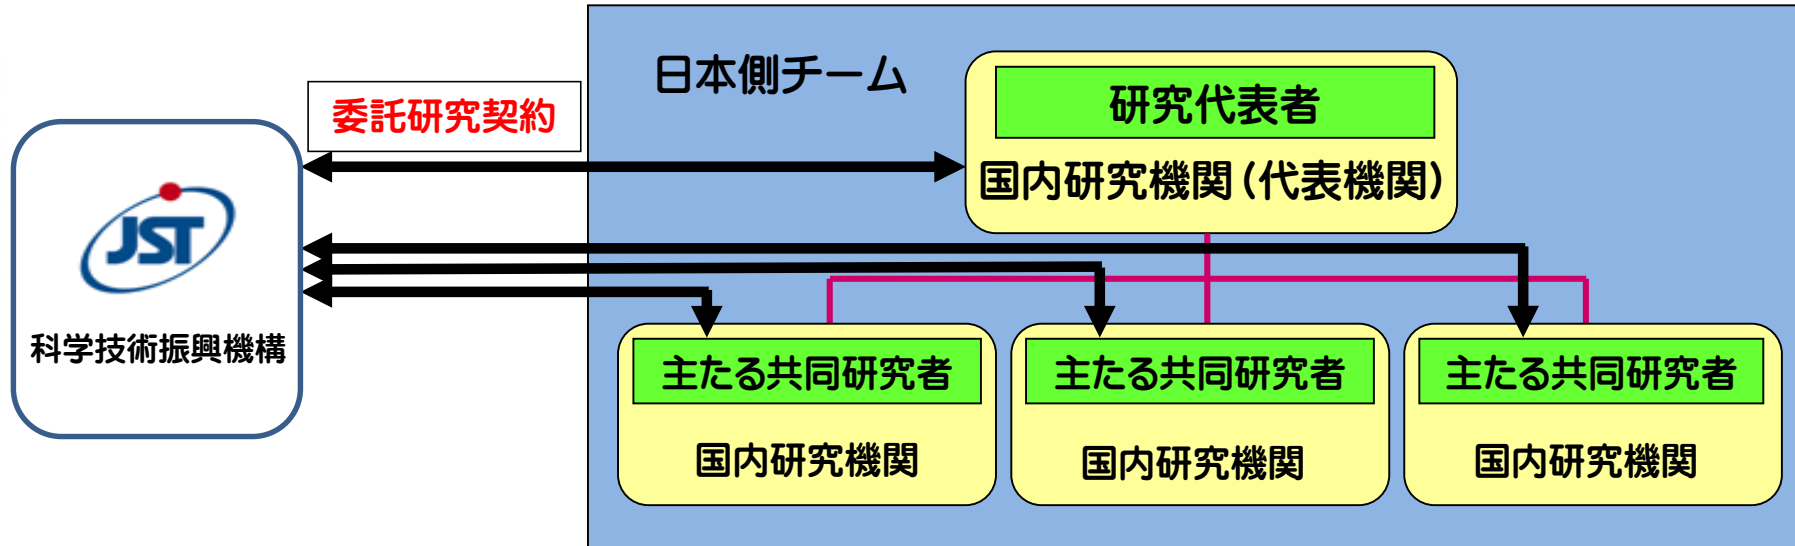 日本側チーム
委託研究契約
研究代表者
国内研究機関(代表機関)
JST
科学技術振興機構
主たる共同研究者
国内研究機関
主たる共同研究者
国内研究機関
主たる共同研究者
国内研究機関